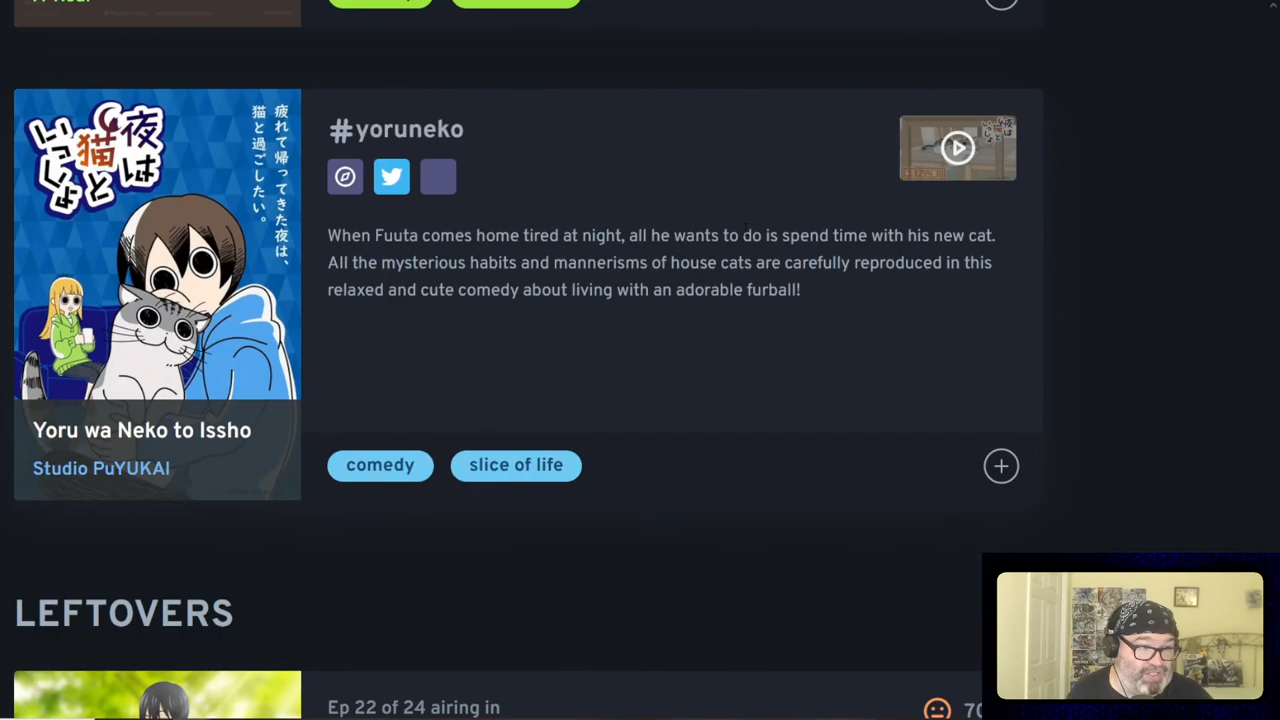 夜は
猫と
いっしょ
疲れて帰ってきた夜は、
猫と過ごしたい。
#yoruneko
When Fuuta comes home tired at night, all he wants to do is spend time with his new cat.
All the mysterious habits and mannerisms of house cats are carefully reproduced in this
relaxed and cute comedy about living with an adorable furball!
Yoru wa Neko to Issho
Studio PuYUKAI
comedy
slice of life
LEFTOVERS
Ep 22 of 24 airing in